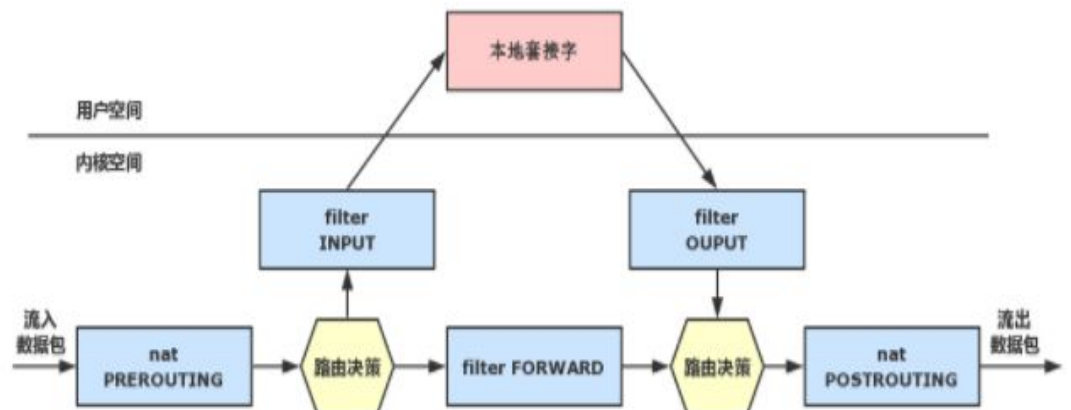 本地套接字
用户空间
内核空间
filter
INPUT
filter
OUPUT
流入
数据包
nat
PREROUTING
路由决策
filter FORWARD
路由决策
nat
POSTROUTING
流出
数据包